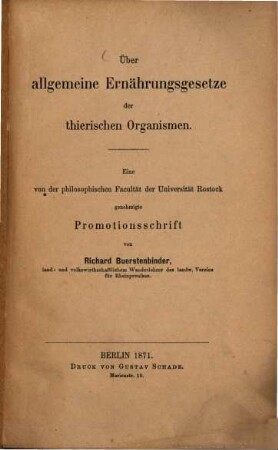 Über
allgemeine Ernährungsgesetze
der
thierischen Organismen.
Eine
von der philosophischen Facultät der Universität Rostock
genehmigte
Promotionsschrift
von
Richard Buerstenbinder,
land- und volkswirthschaftlichem Wanderlehrer des landw. Vereins
für Rheinpreußen.
BERLIN 1871.
DRUCK VON GUSTAV SCHADE.
Marienstr. 10.